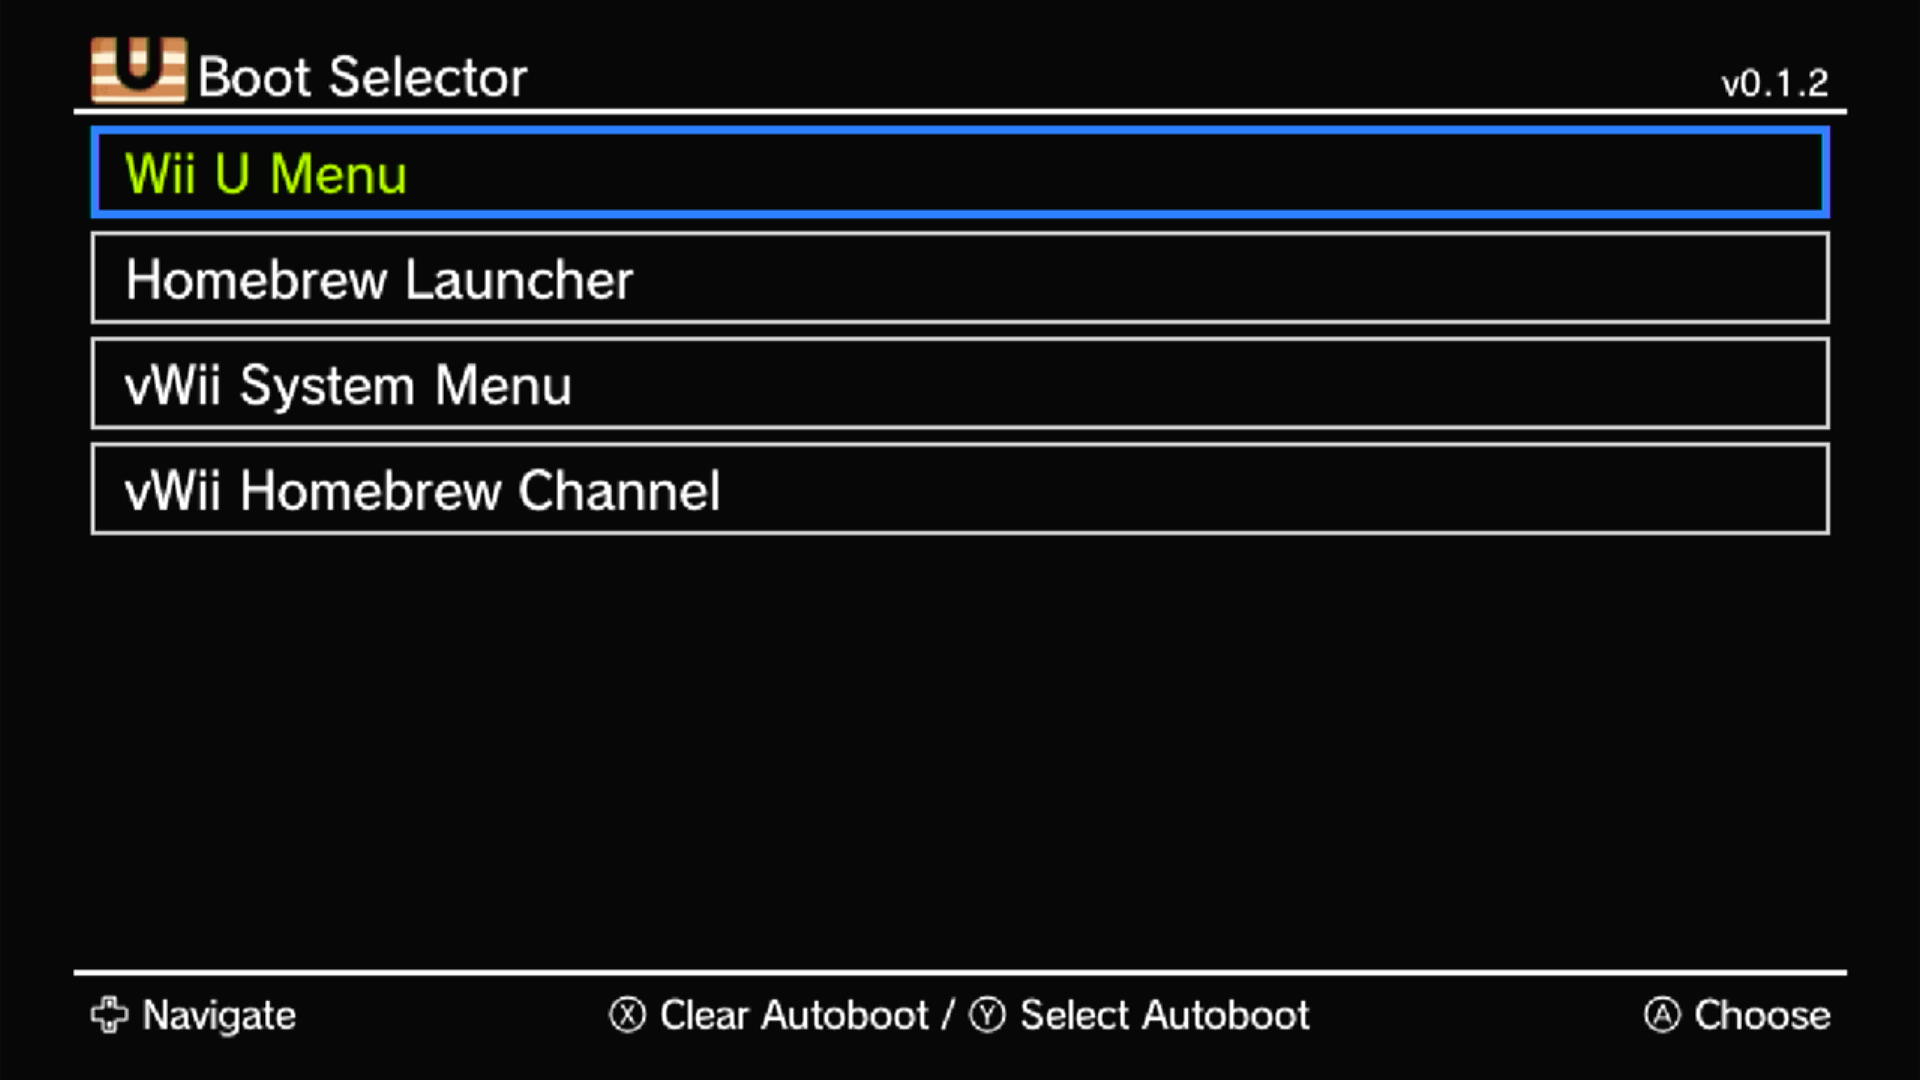 U Boot Selector
v0.1.2
Wii U Menu
Homebrew Launcher
vWii System Menu
vWii Homebrew Channel
Navigate
Ⓧ Clear Autoboot / Ⓨ Select Autoboot
Ⓐ Choose